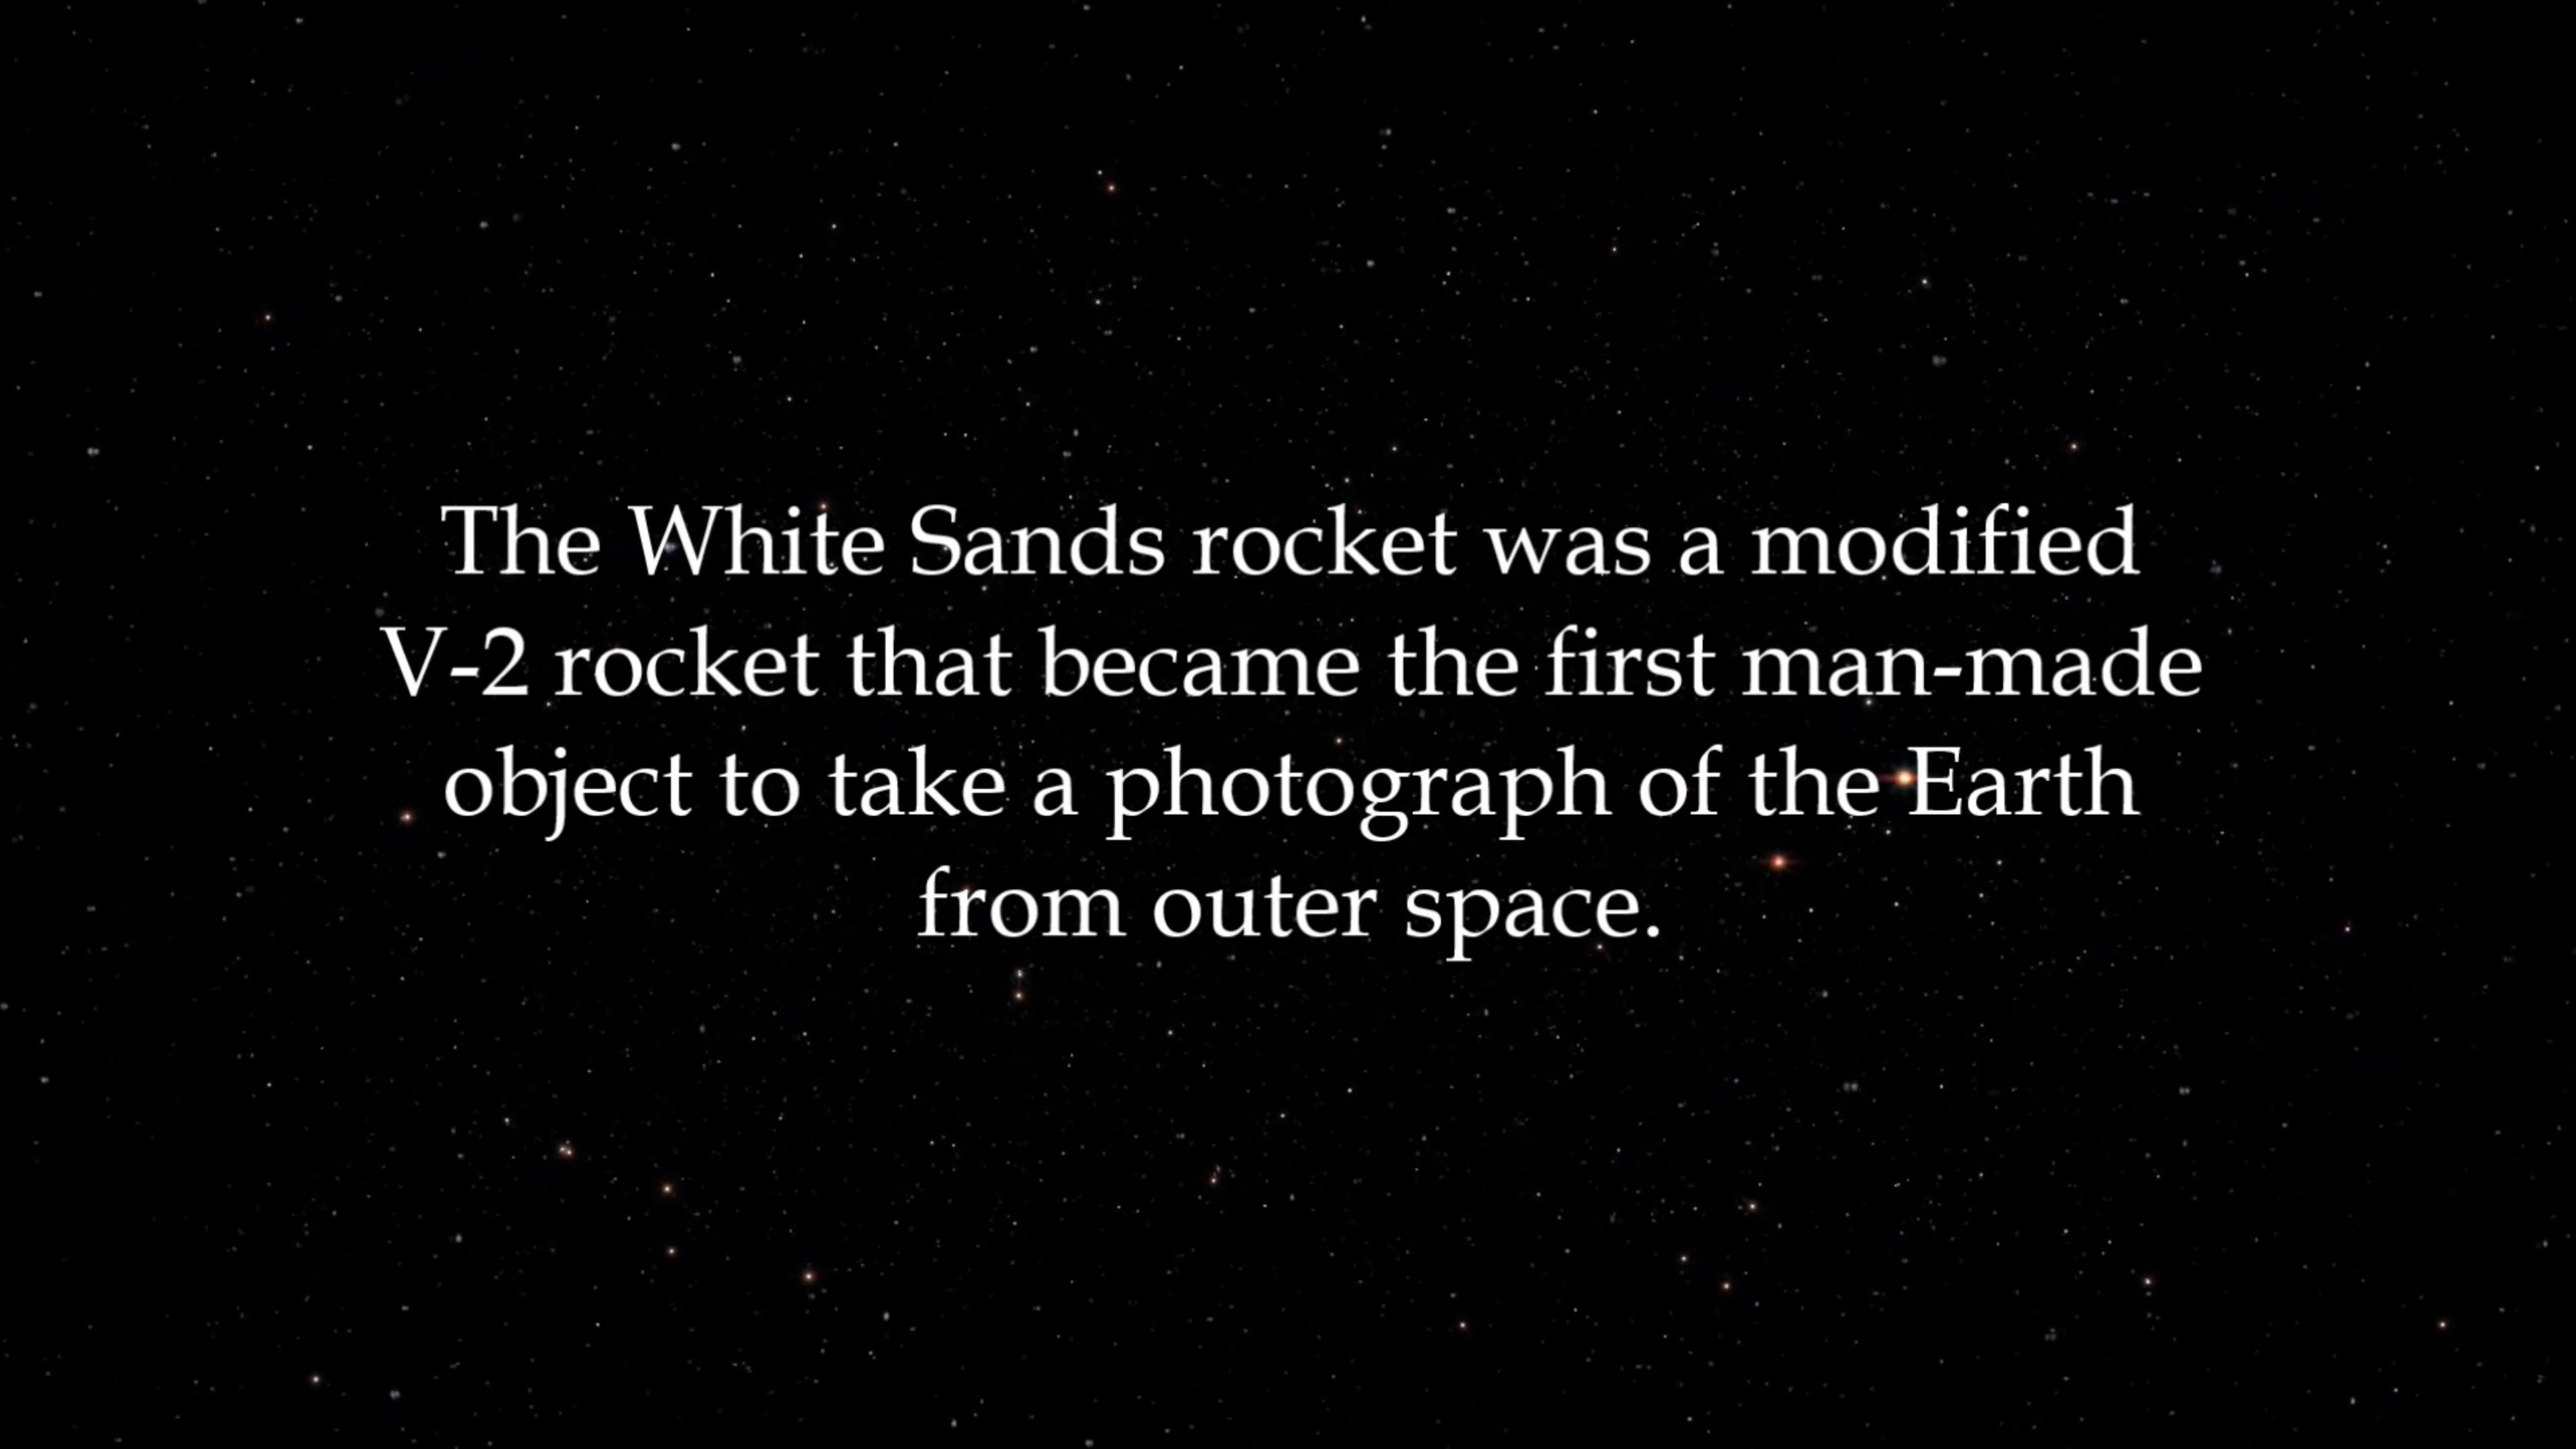 The White Sands rocket was a modified
V-2 rocket that became the first man-made
object to take a photograph of the Earth
from outer space.